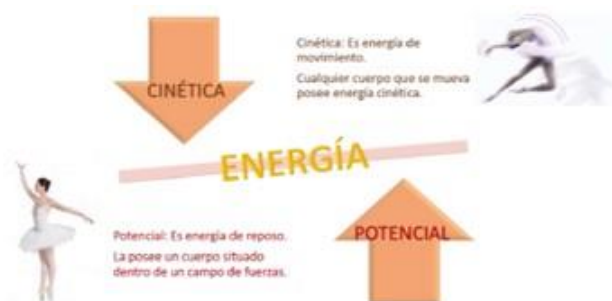 CINÉTICA
Cinética: Es energía de
movimiento.
Cualquier cuerpo que se mueva
posee energía cinética.
ENERGÍA
Potencial: Es energía de reposo.
La posee un cuerpo situado
dentro de un campo de fuerzas.
POTENCIAL